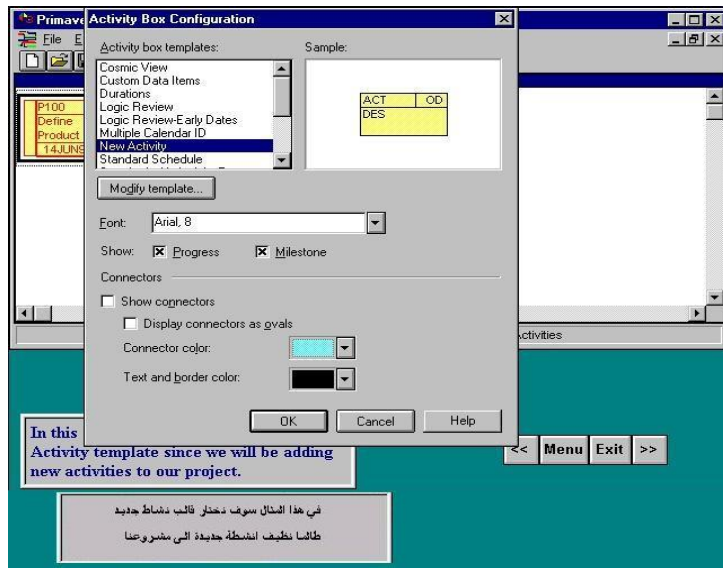 Primave
Activity Box Configuration
File E
Activity box templates:
Sample:
Cosmic View
Custom Data Items
Durations
Logic Review
Logic Review-Early Dates
Multiple Calendar ID
New Activity
Standard Schedule
ACT OD
DES
P100
Define
Product
14JUN9
Modify template...
Font: Arial, 8
Show: Progress Milestone
Connectors
Show connectors
Display connectors as ovals
Connector color:
Text and border color:
OK Cancel Help
ctivities
In this
Activity template since we will be adding
new activities to our project.
<< Menu Exit >>
في هذا المثال سوف نختار قالب نشاط جديد
طالما نظيف انشطة جديدة الى مشروعنا